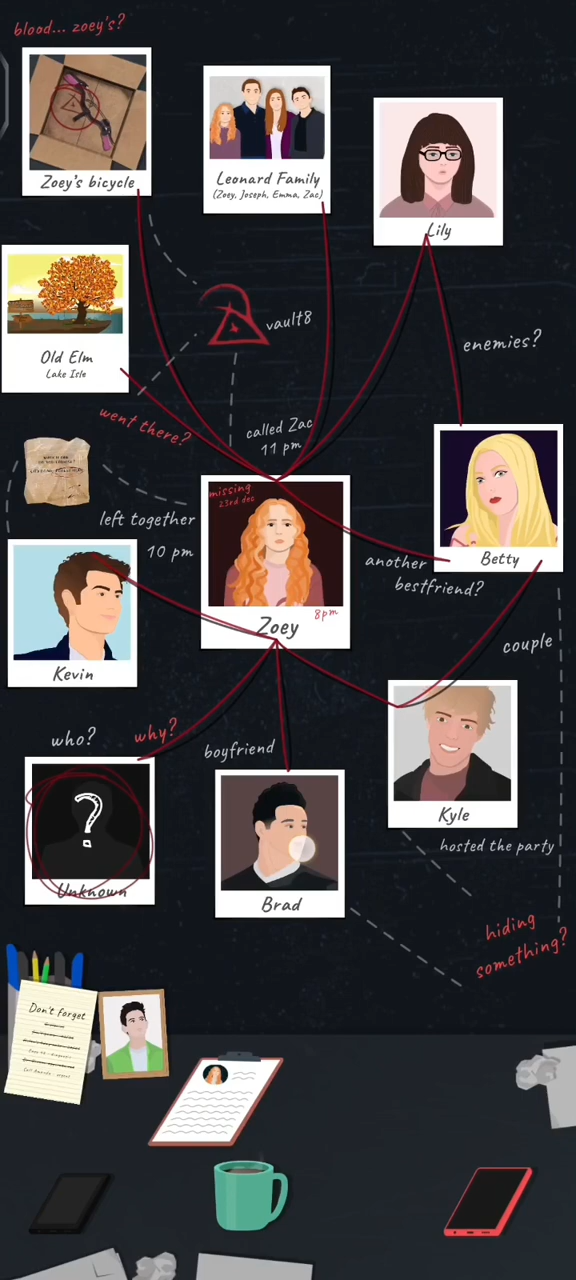 blood... zoey's?
Zoey's bicycle
Leonard Family
(Zoey, Joseph, Emma, Zac)
Lily
vault8
Old Elm
Lake Isle
enemies?
went there?
called Zac
11 pm
missing
23rd dec
left together
10 pm
another
bestfriend?
Betty
8pm
Zoey
Kevin
couple
who?
why?
boyfriend
Kyle
hosted the party
Unknown
Brad
hiding
something?
Don't forget